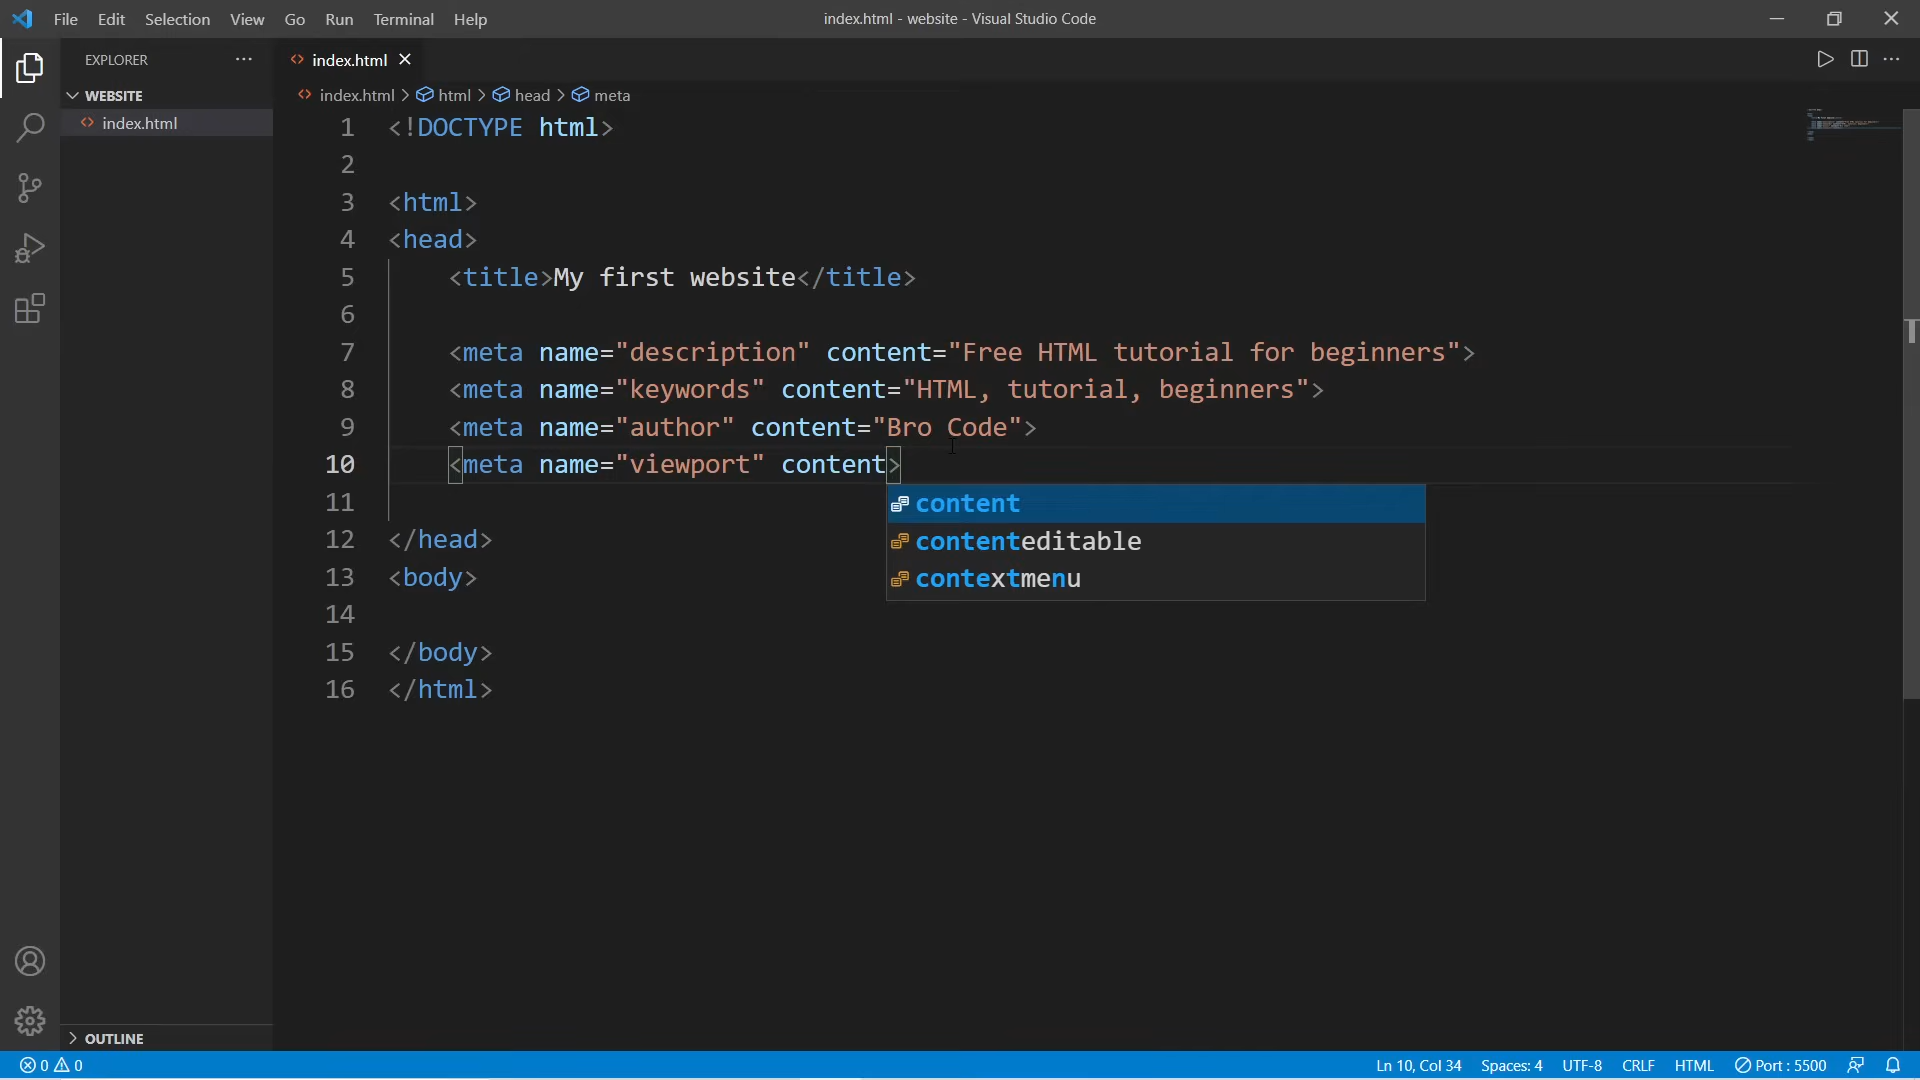 File Edit Selection View Go Run Terminal Help
index.html - website - Visual Studio Code
EXPLORER
index.html
WEBSITE
index.html > html > head > meta
index.html
1 <!DOCTYPE html>
2
3 <html>
4 <head>
5 <title>My first website</title>
6
7 <meta name="description" content="Free HTML tutorial for beginners">
8 <meta name="keywords" content="HTML, tutorial, beginners">
9 <meta name="author" content="Bro Code">
10 <meta name="viewport" content>
content
contenteditable
contextmenu
11
12 </head>
13 <body>
14
15 </body>
16 </html>
OUTLINE
0 0
Ln 10, Col 34 Spaces: 4 UTF-8 CRLF HTML Port : 5500